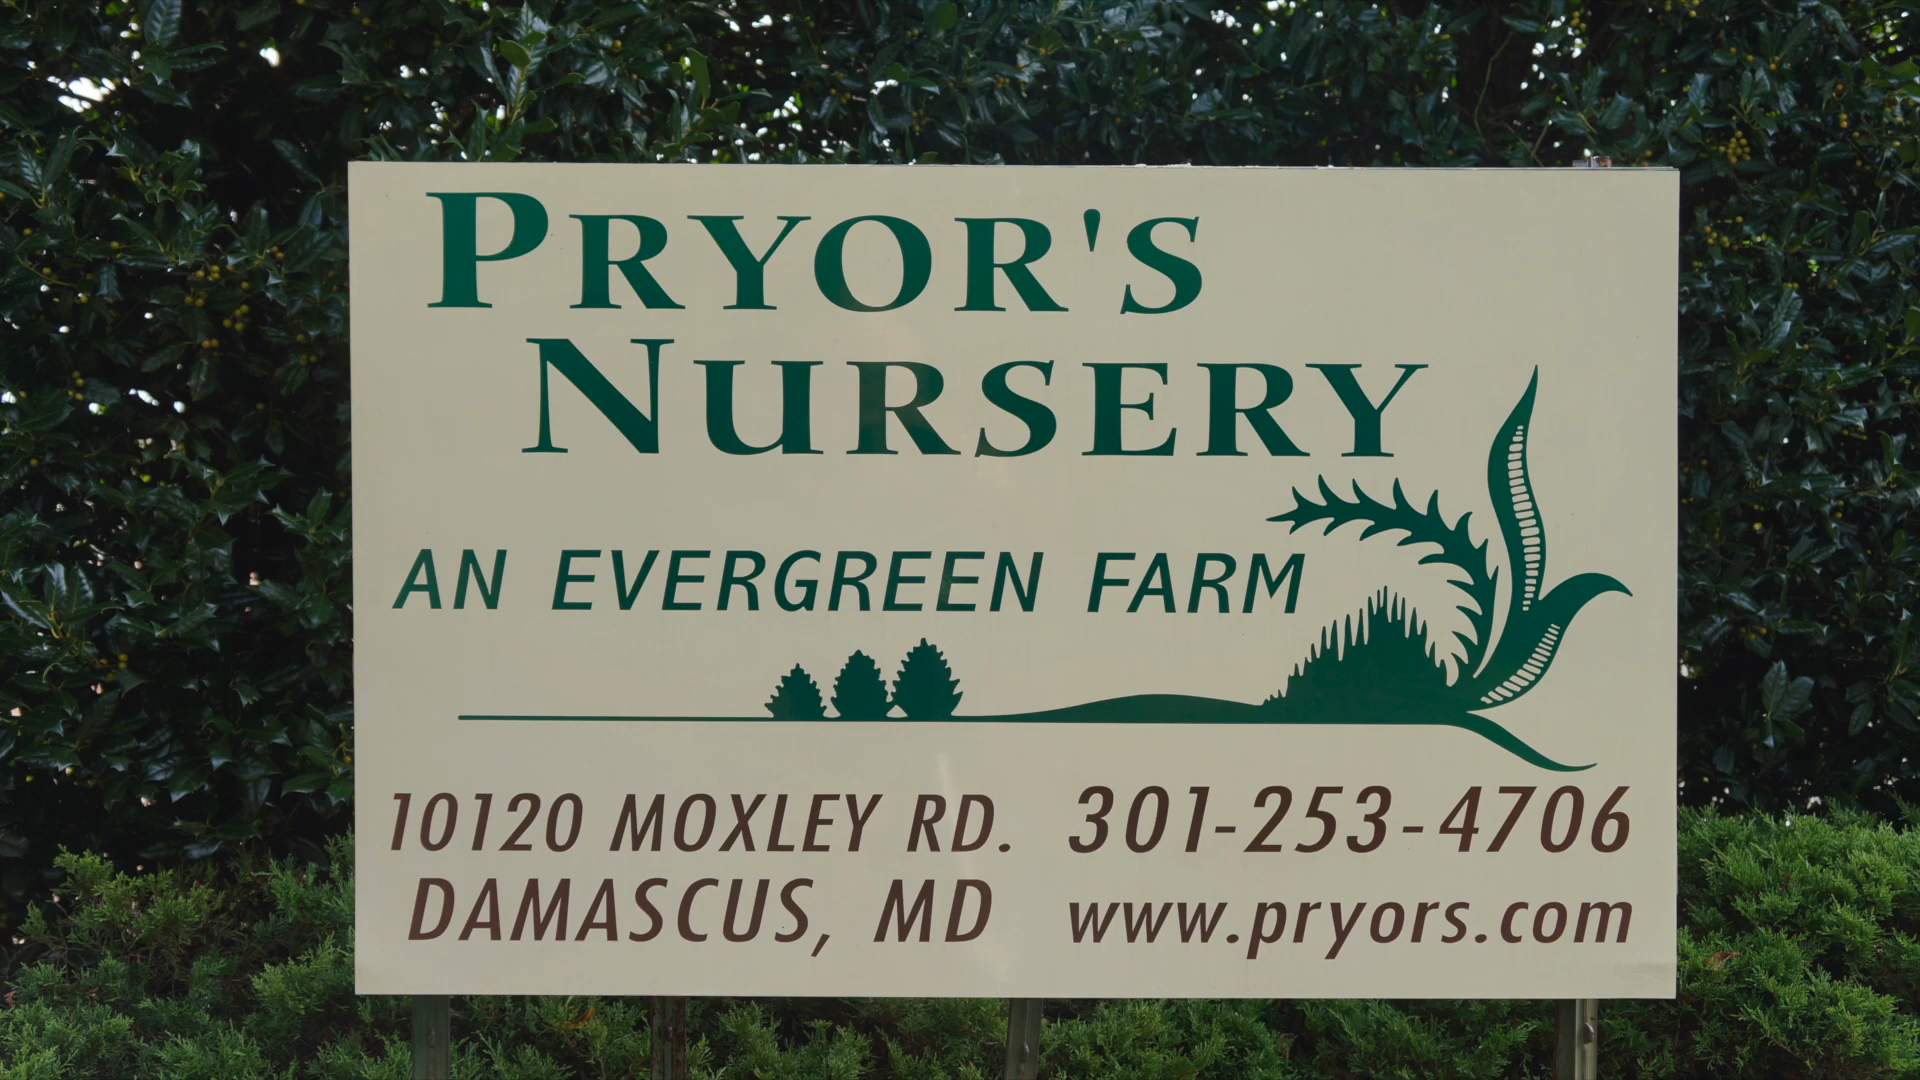 PRYOR'S
NURSERY
AN EVERGREEN FARM
10120 MOXLEY RD. 301-253-4706
DAMASCUS, MD www.pryors.com